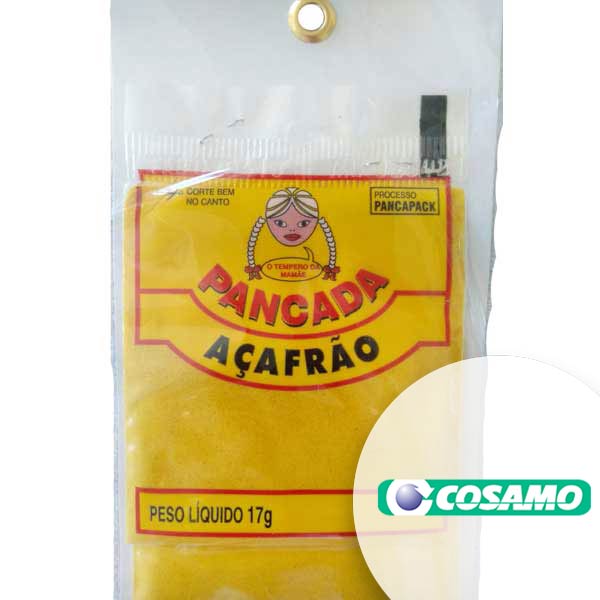 CORTE BEM
NO CANTO
PROCESSO
PANCAPACK
O TEMPERO DA
MAMÃE
PANCADA
AÇAFRÃO
PESO LÍQUIDO 17g
COSAMO